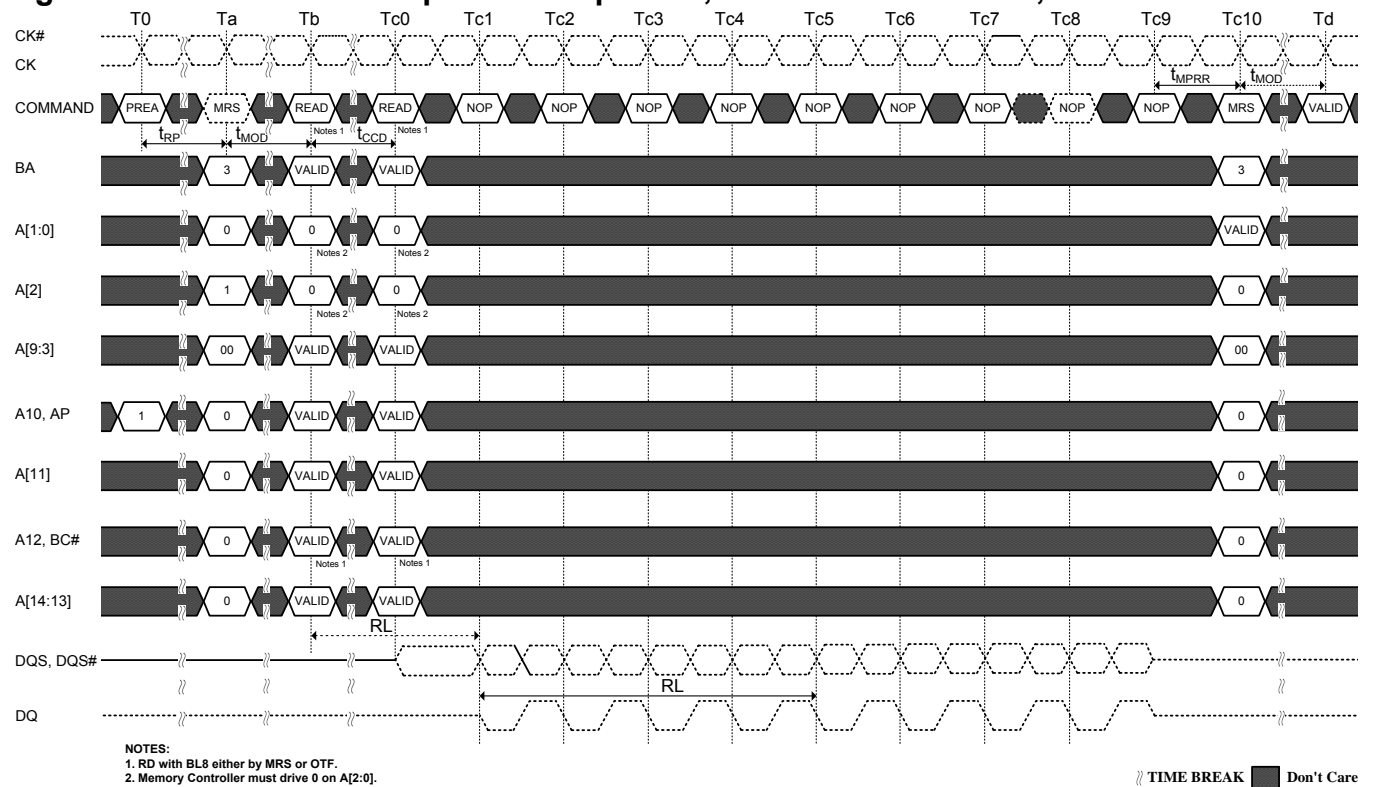 T0 Ta Tb Tc0 Tc1 Tc2 Tc3 Tc4 Tc5 Tc6 Tc7 Tc8 Tc9 Tc10 Td
CK#
CK
tMPRR tMOD
COMMAND PREA MRS READ READ NOP NOP NOP NOP NOP NOP NOP NOP NOP MRS VALID
Notes 1 Notes 1
tRP tMOD tCCD
BA 3 VALID VALID 3
A[1:0] 0 0 0 VALID
Notes 2 Notes 2
A[2] 1 0 0 0
Notes 2 Notes 2
A[9:3] 00 VALID VALID 00
A10, AP 1 0 VALID VALID 0
A[11] 0 VALID VALID 0
A12, BC# 0 VALID VALID 0
Notes 1 Notes 1
A[14:13] 0 VALID VALID 0
RL
DQS, DQS#
RL
DQ
NOTES:
1. RD with BL8 either by MRS or OTF.
2. Memory Controller must drive 0 on A[2:0].
TIME BREAK Don't Care